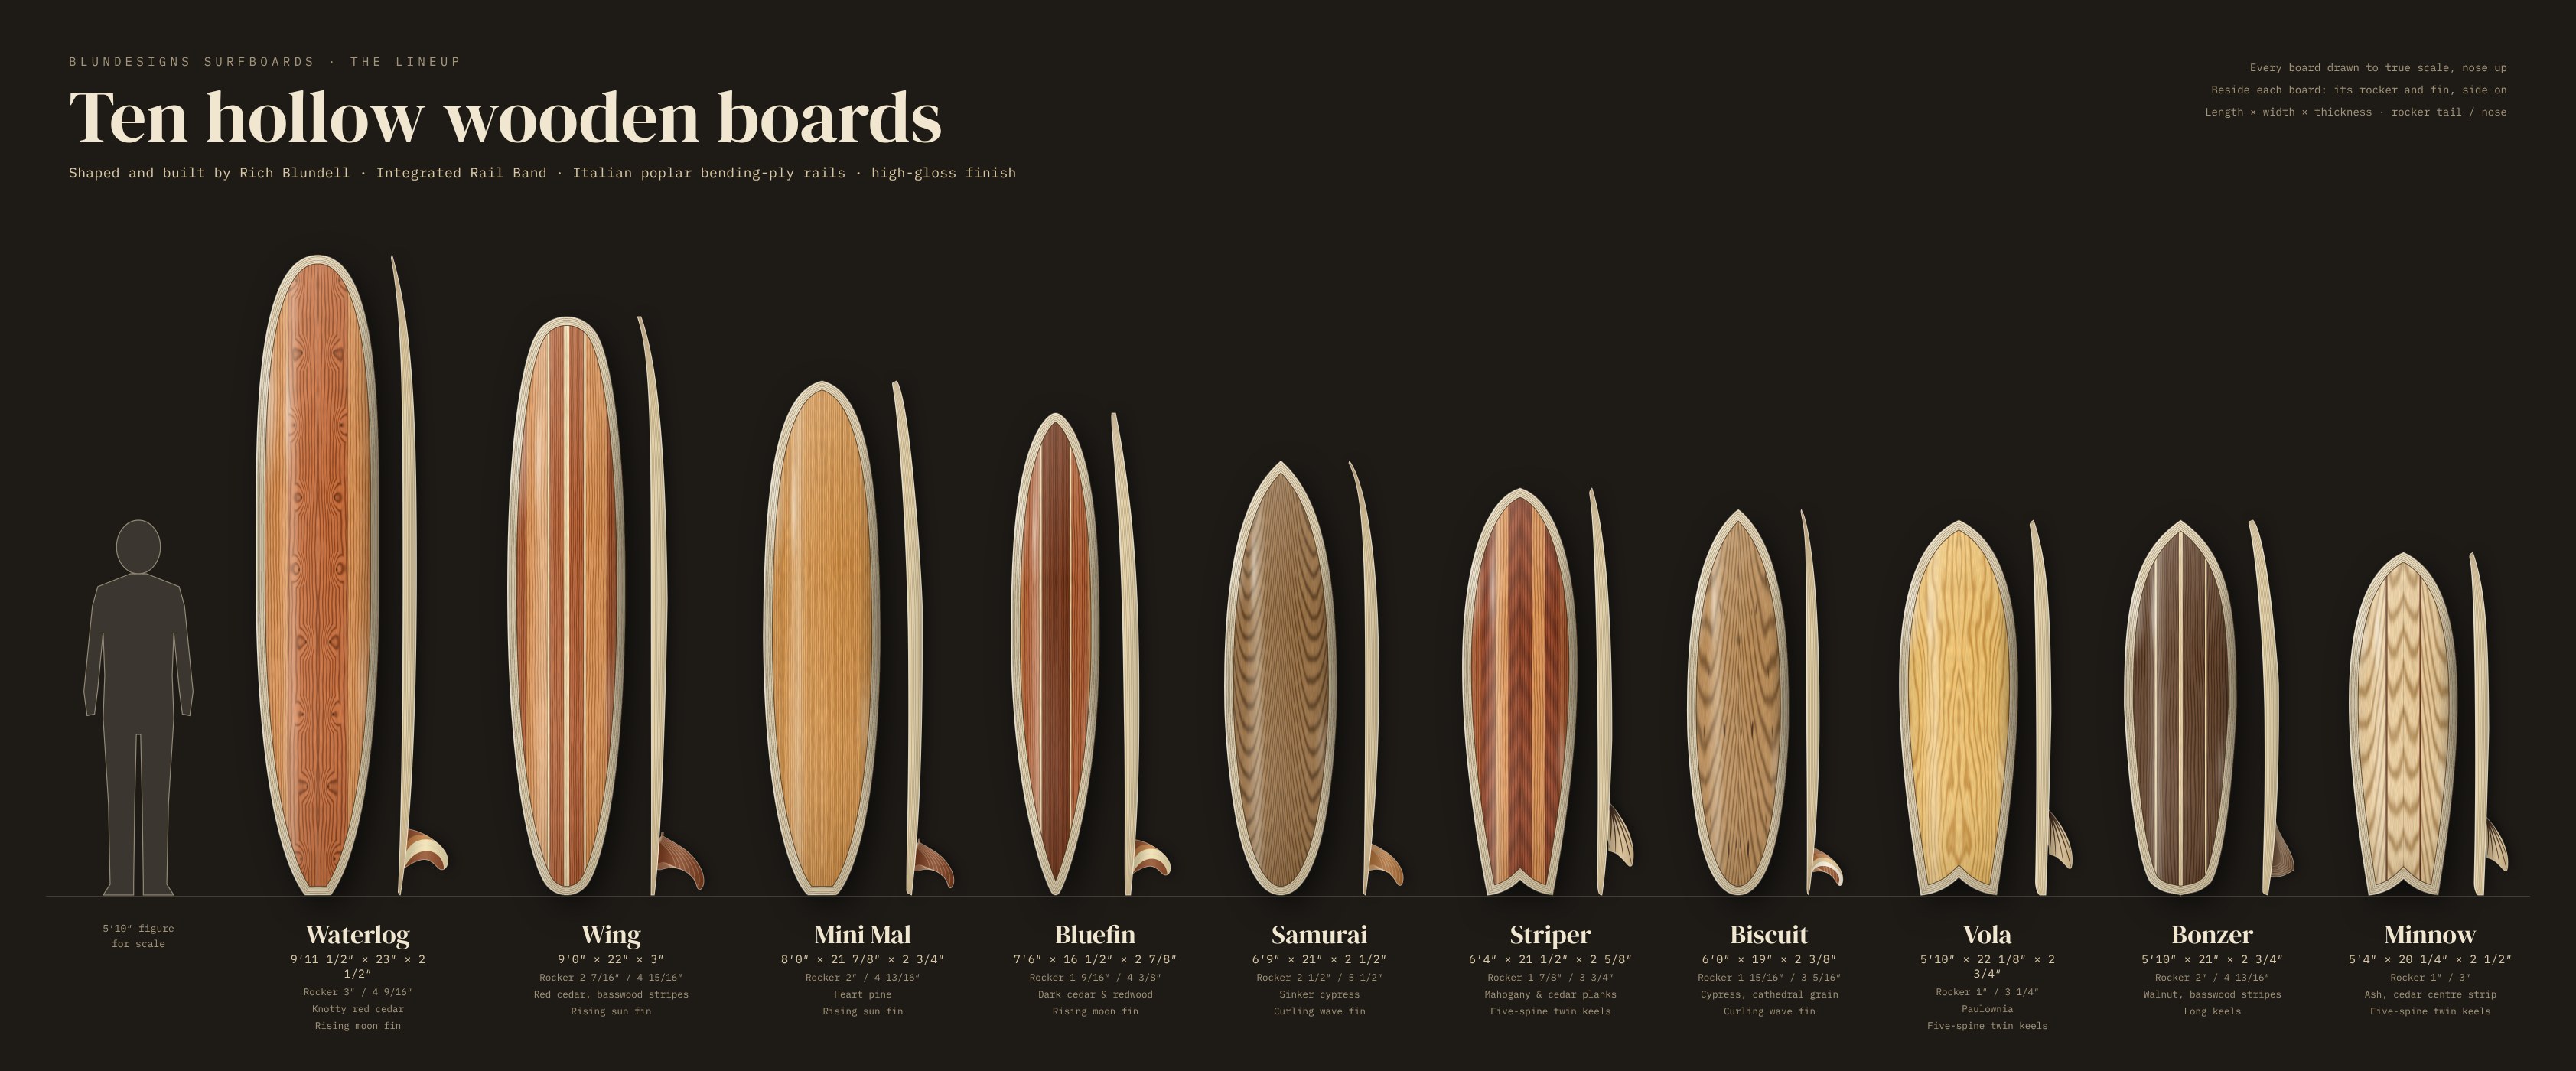 BLUNDESIGNS SURFBOARDS · THE LINEUP
Ten hollow wooden boards
Shaped and built by Rich Blundell · Integrated Rail Band · Italian poplar bending-ply rails · high-gloss finish
Every board drawn to true scale, nose up
Beside each board: its rocker and fin, side on
Length × width × thickness · rocker tail / nose
5′10″ figure
for scale
Waterlog
9′11 1/2″ × 23″ × 2
1/2″
Rocker 3″ / 4 9/16″
Knotty red cedar
Rising moon fin
Wing
9′0″ × 22″ × 3″
Rocker 2 7/16″ / 4 15/16″
Red cedar, basswood stripes
Rising sun fin
Mini Mal
8′0″ × 21 7/8″ × 2 3/4″
Rocker 2″ / 4 13/16″
Heart pine
Rising sun fin
Bluefin
7′6″ × 16 1/2″ × 2 7/8″
Rocker 1 9/16″ / 4 3/8″
Dark cedar & redwood
Rising moon fin
Samurai
6′9″ × 21″ × 2 1/2″
Rocker 2 1/2″ / 5 1/2″
Sinker cypress
Curling wave fin
Striper
6′4″ × 21 1/2″ × 2 5/8″
Rocker 1 7/8″ / 3 3/4″
Mahogany & cedar planks
Five-spine twin keels
Biscuit
6′0″ × 19″ × 2 3/8″
Rocker 1 15/16″ / 3 5/16″
Cypress, cathedral grain
Curling wave fin
Vola
5′10″ × 22 1/8″ × 2
3/4″
Rocker 1″ / 3 1/4″
Paulownia
Five-spine twin keels
Bonzer
5′10″ × 21″ × 2 3/4″
Rocker 2″ / 4 13/16″
Walnut, basswood stripes
Long keels
Minnow
5′4″ × 20 1/4″ × 2 1/2″
Rocker 1″ / 3″
Ash, cedar centre strip
Five-spine twin keels